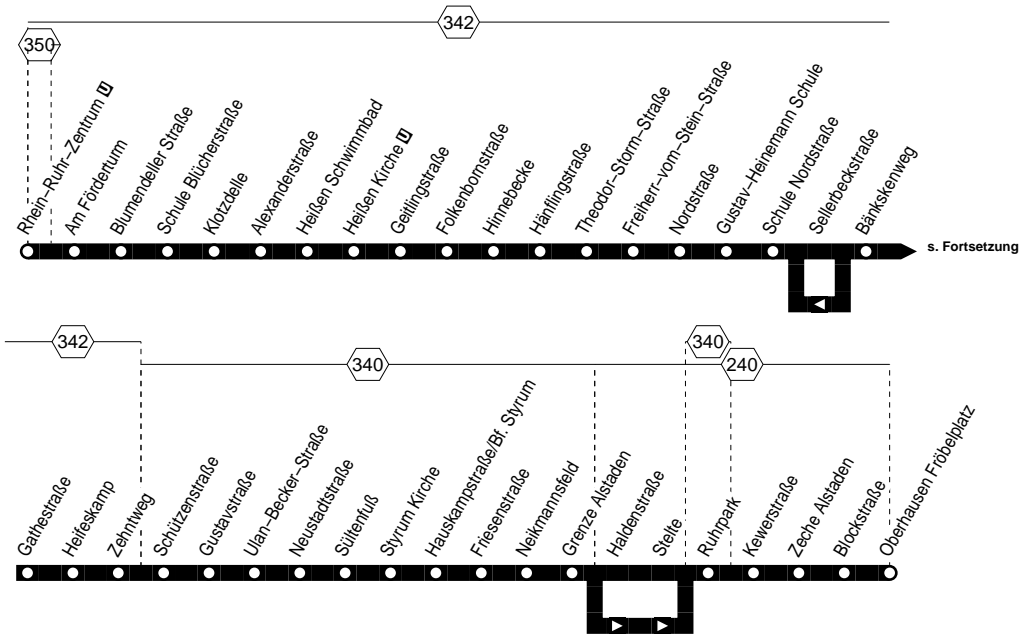 342
350
Rhein–Ruhr–Zentrum U
Am Förderturm
Blumendeller Straße
Schule Blücherstraße
Klotzdelle
Alexanderstraße
Heißen Schwimmbad
Heißen Kirche U
Geitlingstraße
Folkenbornstraße
Hinnebecke
Hänflingstraße
Theodor–Storm–Straße
Freiherr–vom–Stein–Straße
Nordstraße
Gustav–Heinemann Schule
Schule Nordstraße
Sellerbeckstraße
Bänkskenweg
s. Fortsetzung
342
340
340
240
Gathestraße
Heifeskamp
Zehntweg
Schützenstraße
Gustavstraße
Ulan–Becker–Straße
Neustadtstraße
Sültenfuß
Styrum Kirche
Hauskampstraße/Bf. Styrum
Friesenstraße
Neikmannsfeld
Grenze Alstaden
Haldenstraße
Stelte
Ruhrpark
Kewerstraße
Zeche Alstaden
Blockstraße
Oberhausen Fröbelplatz